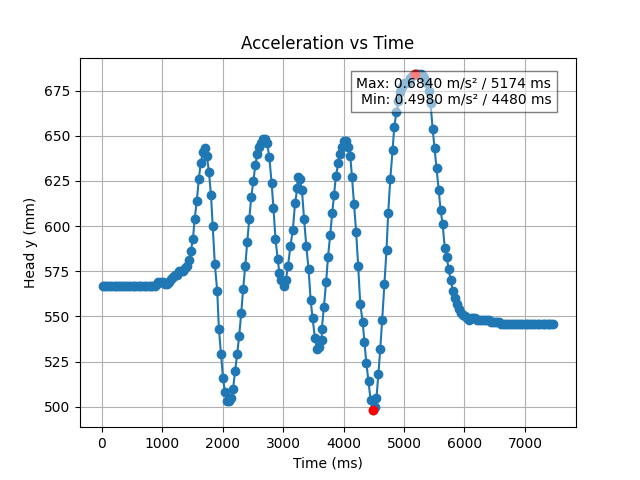 Acceleration vs Time
Max: 0.6840 m/s² / 5174 ms
Min: 0.4980 m/s² / 4480 ms
Head y (mm)
675
650
625
600
575
550
525
500
0 1000 2000 3000 4000 5000 6000 7000
Time (ms)